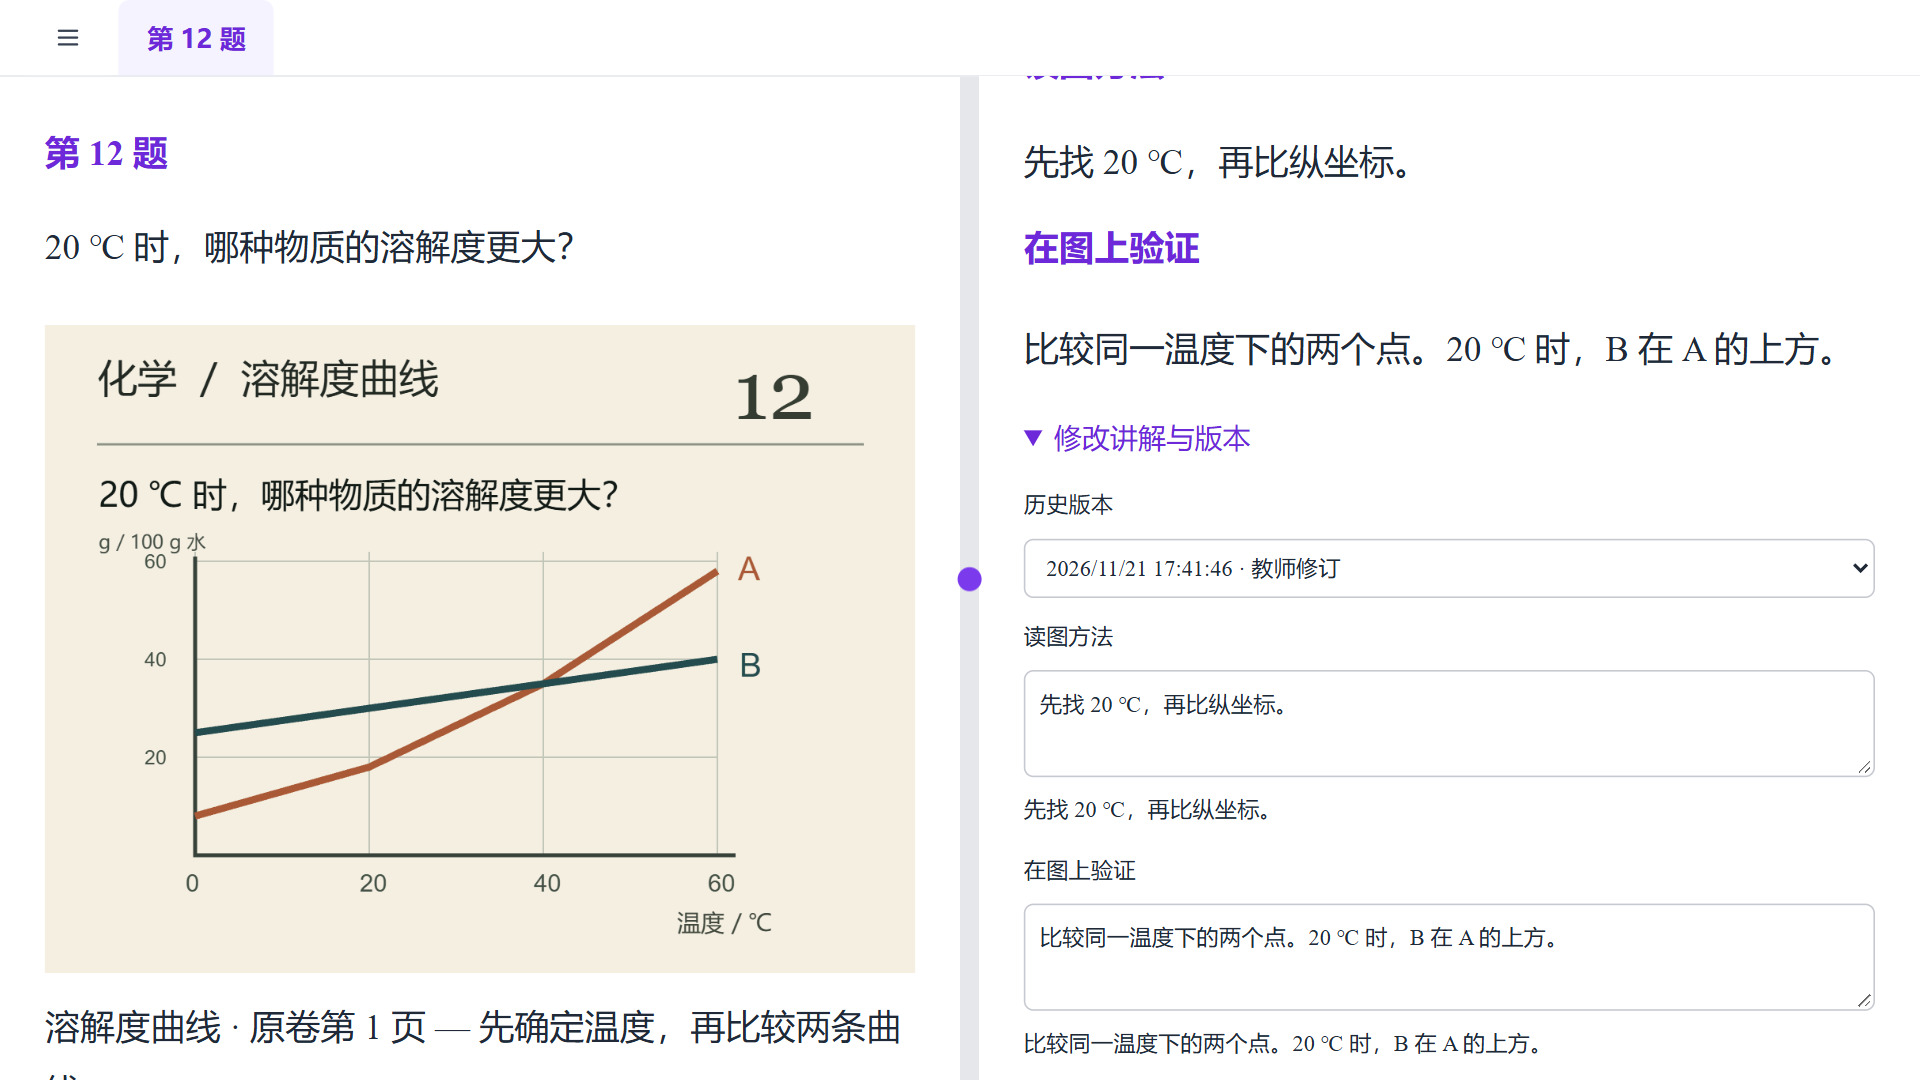 第 12 题
第 12 题
20 ℃ 时，哪种物质的溶解度更大？
化学 / 溶解度曲线
12
20 ℃ 时，哪种物质的溶解度更大？
g / 100 g 水
60
40
20
A
B
0
20
40
60
温度 / ℃
溶解度曲线 · 原卷第 1 页 — 先确定温度，再比较两条曲
先找 20 ℃，再比纵坐标。
在图上验证
比较同一温度下的两个点。20 ℃ 时，B 在 A 的上方。
▼ 修改讲解与版本
历史版本
2026/11/21 17:41:46 · 教师修订
读图方法
先找 20 ℃，再比纵坐标。
先找 20 ℃，再比纵坐标。
在图上验证
比较同一温度下的两个点。20 ℃ 时，B 在 A 的上方。
比较同一温度下的两个点。20 ℃ 时，B 在 A 的上方。